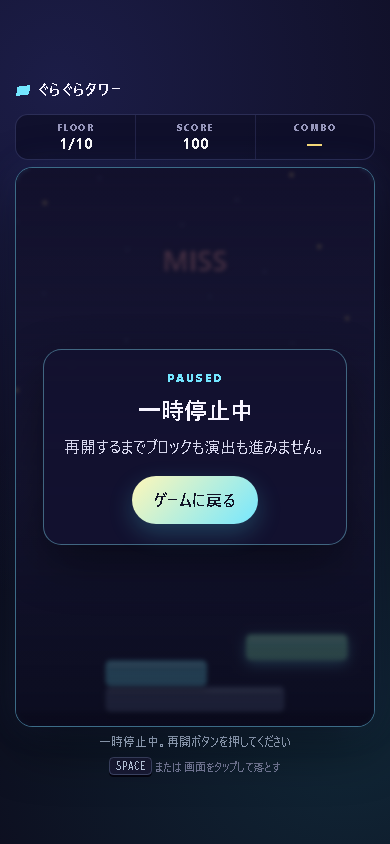 ぐらぐらタワー
FLOOR
1/10
SCORE
100
COMBO
—
MISS
PAUSED
一時停止中
再開するまでブロックも演出も進みません。
ゲームに戻る
一時停止中。再開ボタンを押してください
SPACE または 画面をタップして落とす